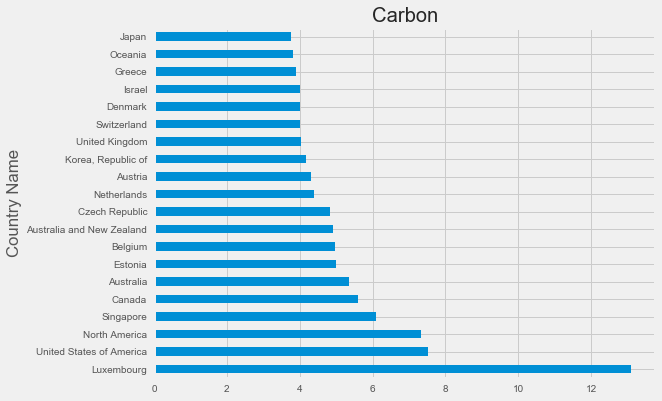 Carbon
Country Name
Japan
Oceania
Greece
Israel
Denmark
Switzerland
United Kingdom
Korea, Republic of
Austria
Netherlands
Czech Republic
Australia and New Zealand
Belgium
Estonia
Australia
Canada
Singapore
North America
United States of America
Luxembourg
0 2 4 6 8 10 12